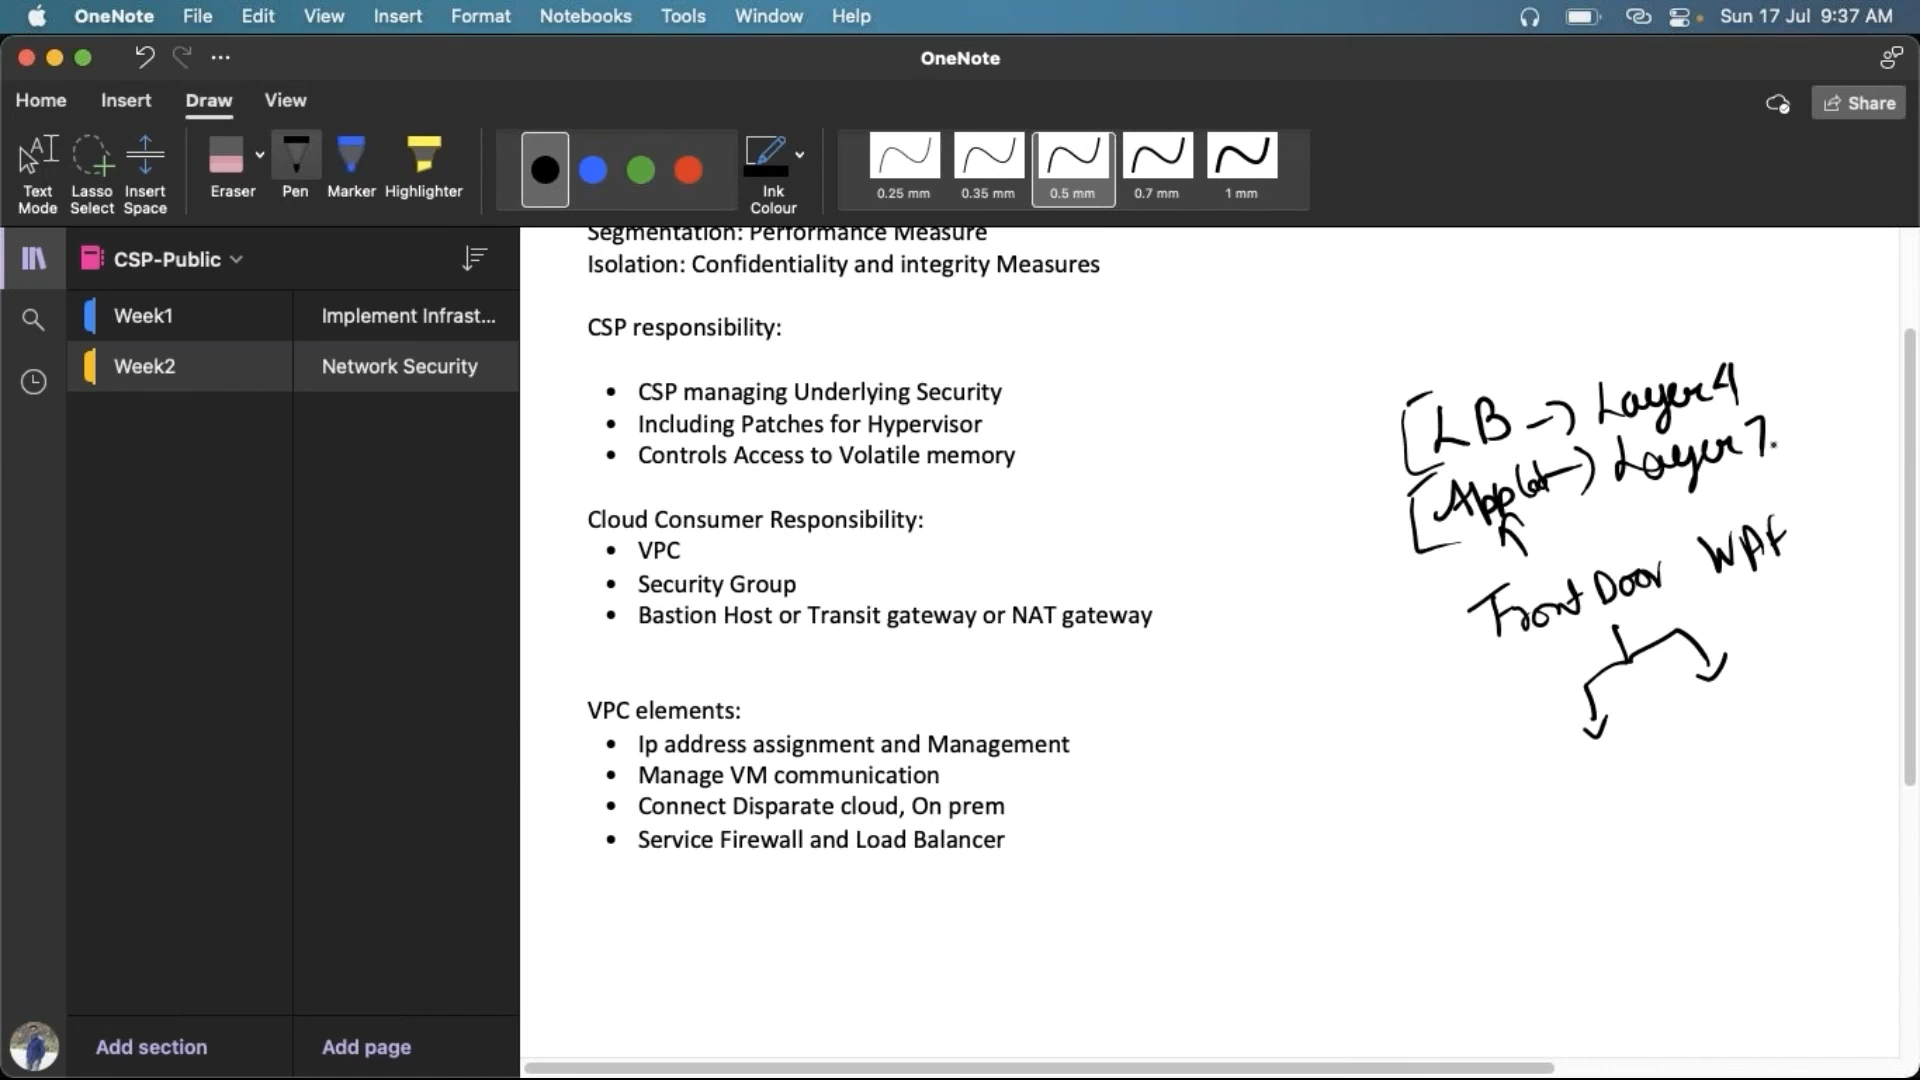 OneNote File Edit View Insert Format Notebooks Tools Window Help Sun 17 Jul 9:37 AM
OneNote
Home Insert Draw View Share
Text Mode Lasso Select Insert Space Eraser Pen Marker Highlighter Ink Colour 0.25 mm 0.35 mm 0.5 mm 0.7 mm 1 mm
CSP-Public
Week1 Implement Infrast...
Week2 Network Security
Add section Add page
Segmentation: Performance Measure
Isolation: Confidentiality and integrity Measures
CSP responsibility:
• CSP managing Underlying Security
• Including Patches for Hypervisor
• Controls Access to Volatile memory
Cloud Consumer Responsibility:
• VPC
• Security Group
• Bastion Host or Transit gateway or NAT gateway
VPC elements:
• Ip address assignment and Management
• Manage VM communication
• Connect Disparate cloud, On prem
• Service Firewall and Load Balancer
LB -> Layer 4
-> Layer 7.
Front Door WAF